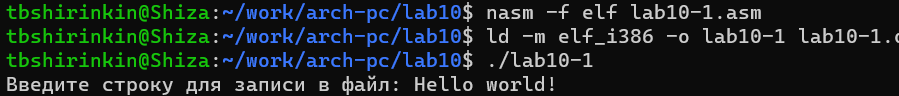 tbshirinkin@Shiza:~/work/arch-pc/lab10$ nasm -f elf lab10-1.asm
tbshirinkin@Shiza:~/work/arch-pc/lab10$ ld -m elf_i386 -o lab10-1 lab10-1.
tbshirinkin@Shiza:~/work/arch-pc/lab10$ ./lab10-1
Введите строку для записи в файл: Hello world!